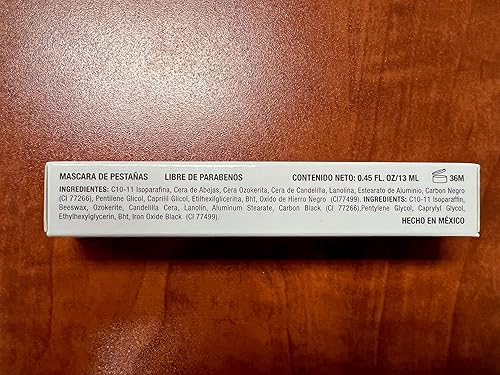 MASCARA DE PESTAÑAS LIBRE DE PARABENOS CONTENIDO NETO: 0.45 FL. OZ/13 ML 36M
INGREDIENTES: C10-11 Isoparafina, Cera de Abejas, Cera Ozokerita, Cera de Candelilla, Lanolina, Estearato de Aluminio, Carbon Negro
(CI 77266), Pentilene Glicol, Caprilil Glicol, Etilhexilgliceria, Bht, Oxido de Hierro Negro (CI77499). INGREDIENTS: C10-11 Isoparaffin,
Beeswax, Ozokerite, Candelilla Cera, Lanolin, Aluminum Stearate, Carbon Black (CI 77266),Pentylene Glycol, Caprylyl Glycol,
Ethylhexylglycerin, Bht, Iron Oxide Black (CI 77499).
HECHO EN MÉXICO